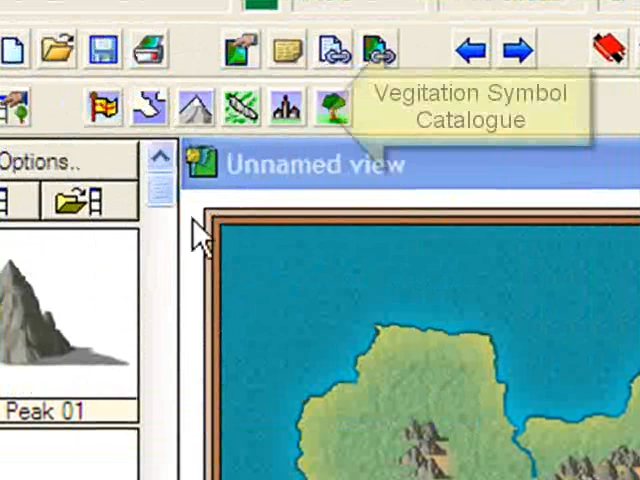 Vegitation Symbol
Catalogue
Options..
Unnamed view
Peak 01